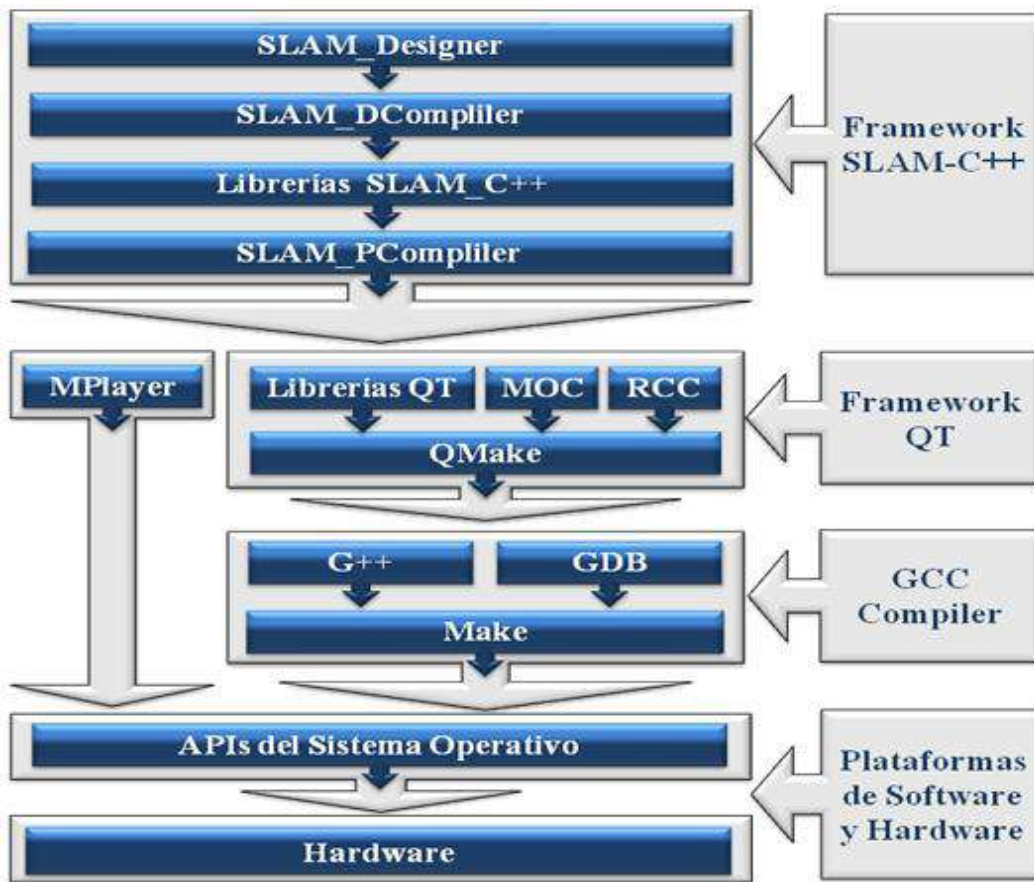 SLAM_Designer
SLAM_DCompliler
Librerías SLAM_C++
SLAM_PCompliler
Framework
SLAM-C++
MPlayer
Librerías QT
MOC
RCC
QMake
Framework
QT
G++
GDB
Make
GCC
Compiler
APIs del Sistema Operativo
Hardware
Plataformas
de Software
y Hardware